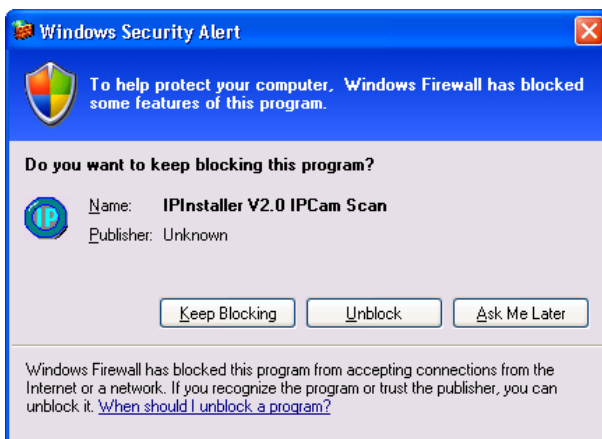 Windows Security Alert
To help protect your computer, Windows Firewall has blocked
some features of this program.
Do you want to keep blocking this program?
IP
Name: IPInstaller V2.0 IPCam Scan
Publisher: Unknown
Keep Blocking Unblock Ask Me Later
Windows Firewall has blocked this program from accepting connections from the
Internet or a network. If you recognize the program or trust the publisher, you can
unblock it. When should I unblock a program?